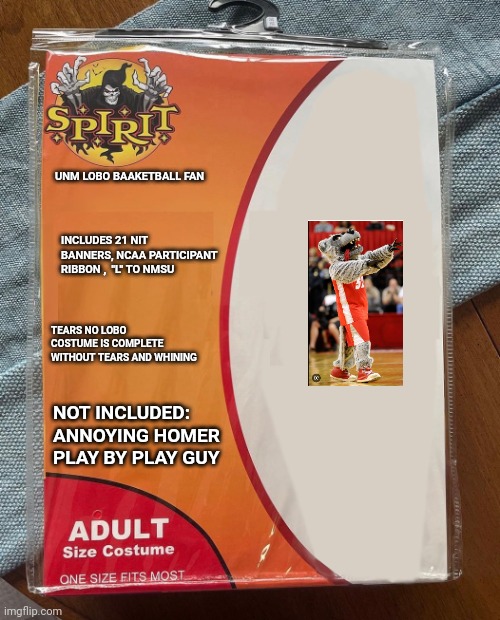 SPIRIT
UNM LOBO BAAKETBALL FAN
INCLUDES 21 NIT
BANNERS, NCAA PARTICIPANT
RIBBON , "L" TO NMSU
TEARS NO LOBO
COSTUME IS COMPLETE
WITHOUT TEARS AND WHINING
NOT INCLUDED:
ANNOYING HOMER
PLAY BY PLAY GUY
ADULT
Size Costume
ONE SIZE FITS MOST
imgflip.com